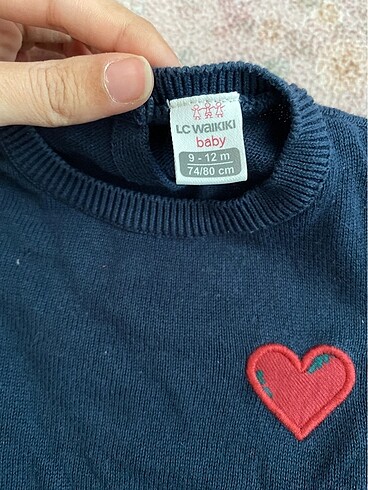 LC WAIKIKI
baby
9 - 12 m
74/80 cm